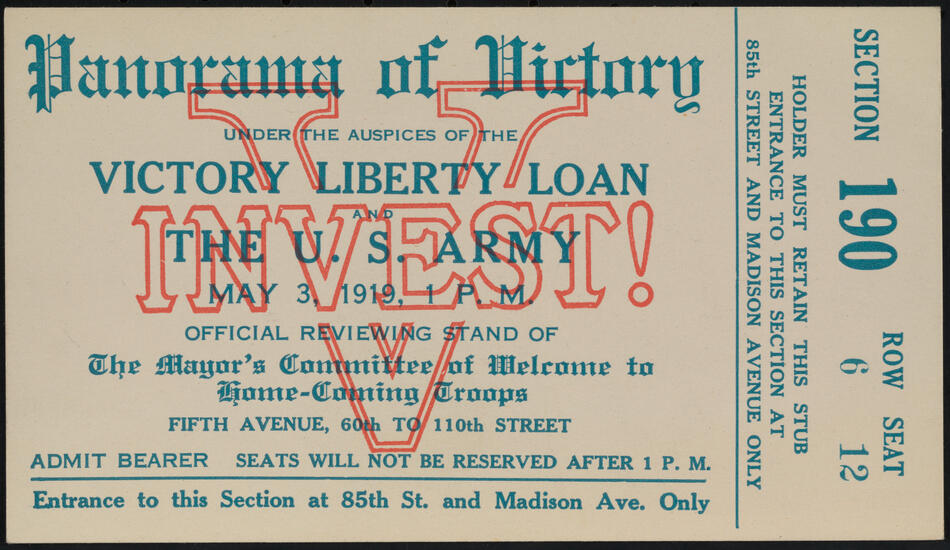 Panorama of Victory
UNDER THE AUSPICES OF THE
VICTORY LIBERTY LOAN
AND
THE U. S. ARMY
INVEST!
V
MAY 3, 1919, 1 P. M.
OFFICIAL REVIEWING STAND OF
The Mayor's Committee of Welcome to
Home-Coming Troops
FIFTH AVENUE, 60th TO 110th STREET
ADMIT BEARER SEATS WILL NOT BE RESERVED AFTER 1 P. M.
Entrance to this Section at 85th St. and Madison Ave. Only
SECTION 190
ROW SEAT
6 12
HOLDER MUST RETAIN THIS STUB
ENTRANCE TO THIS SECTION AT
85th STREET AND MADISON AVENUE ONLY